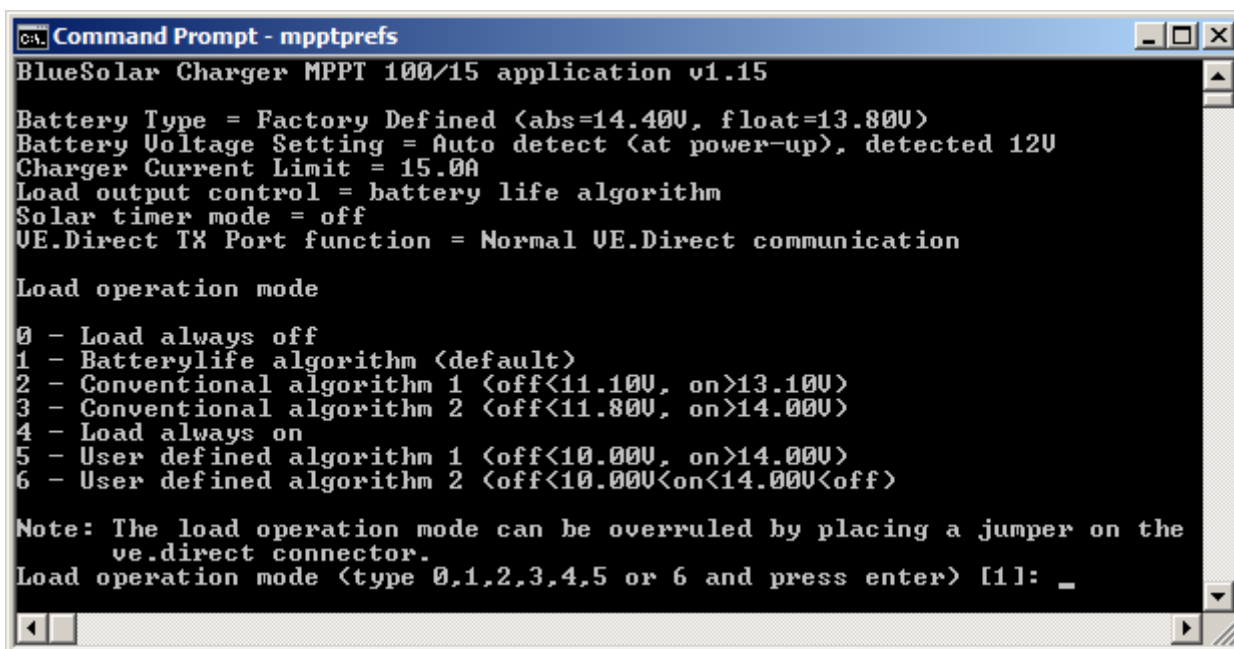 Command Prompt - mpptprefs
BlueSolar Charger MPPT 100/15 application v1.15
Battery Type = Factory Defined (abs=14.40V, float=13.80V)
Battery Voltage Setting = Auto detect (at power-up), detected 12V
Charger Current Limit = 15.0A
Load output control = battery life algorithm
Solar timer mode = off
VE.Direct TX Port function = Normal VE.Direct communication
Load operation mode
0 - Load always off
1 - Batterylife algorithm (default)
2 - Conventional algorithm 1 (off<11.10V, on>13.10V)
3 - Conventional algorithm 2 (off<11.80V, on>14.00V)
4 - Load always on
5 - User defined algorithm 1 (off<10.00V, on>14.00V)
6 - User defined algorithm 2 (off<10.00V<on<14.00V<off)
Note: The load operation mode can be overruled by placing a jumper on the
ve.direct connector.
Load operation mode (type 0,1,2,3,4,5 or 6 and press enter) [1]: _